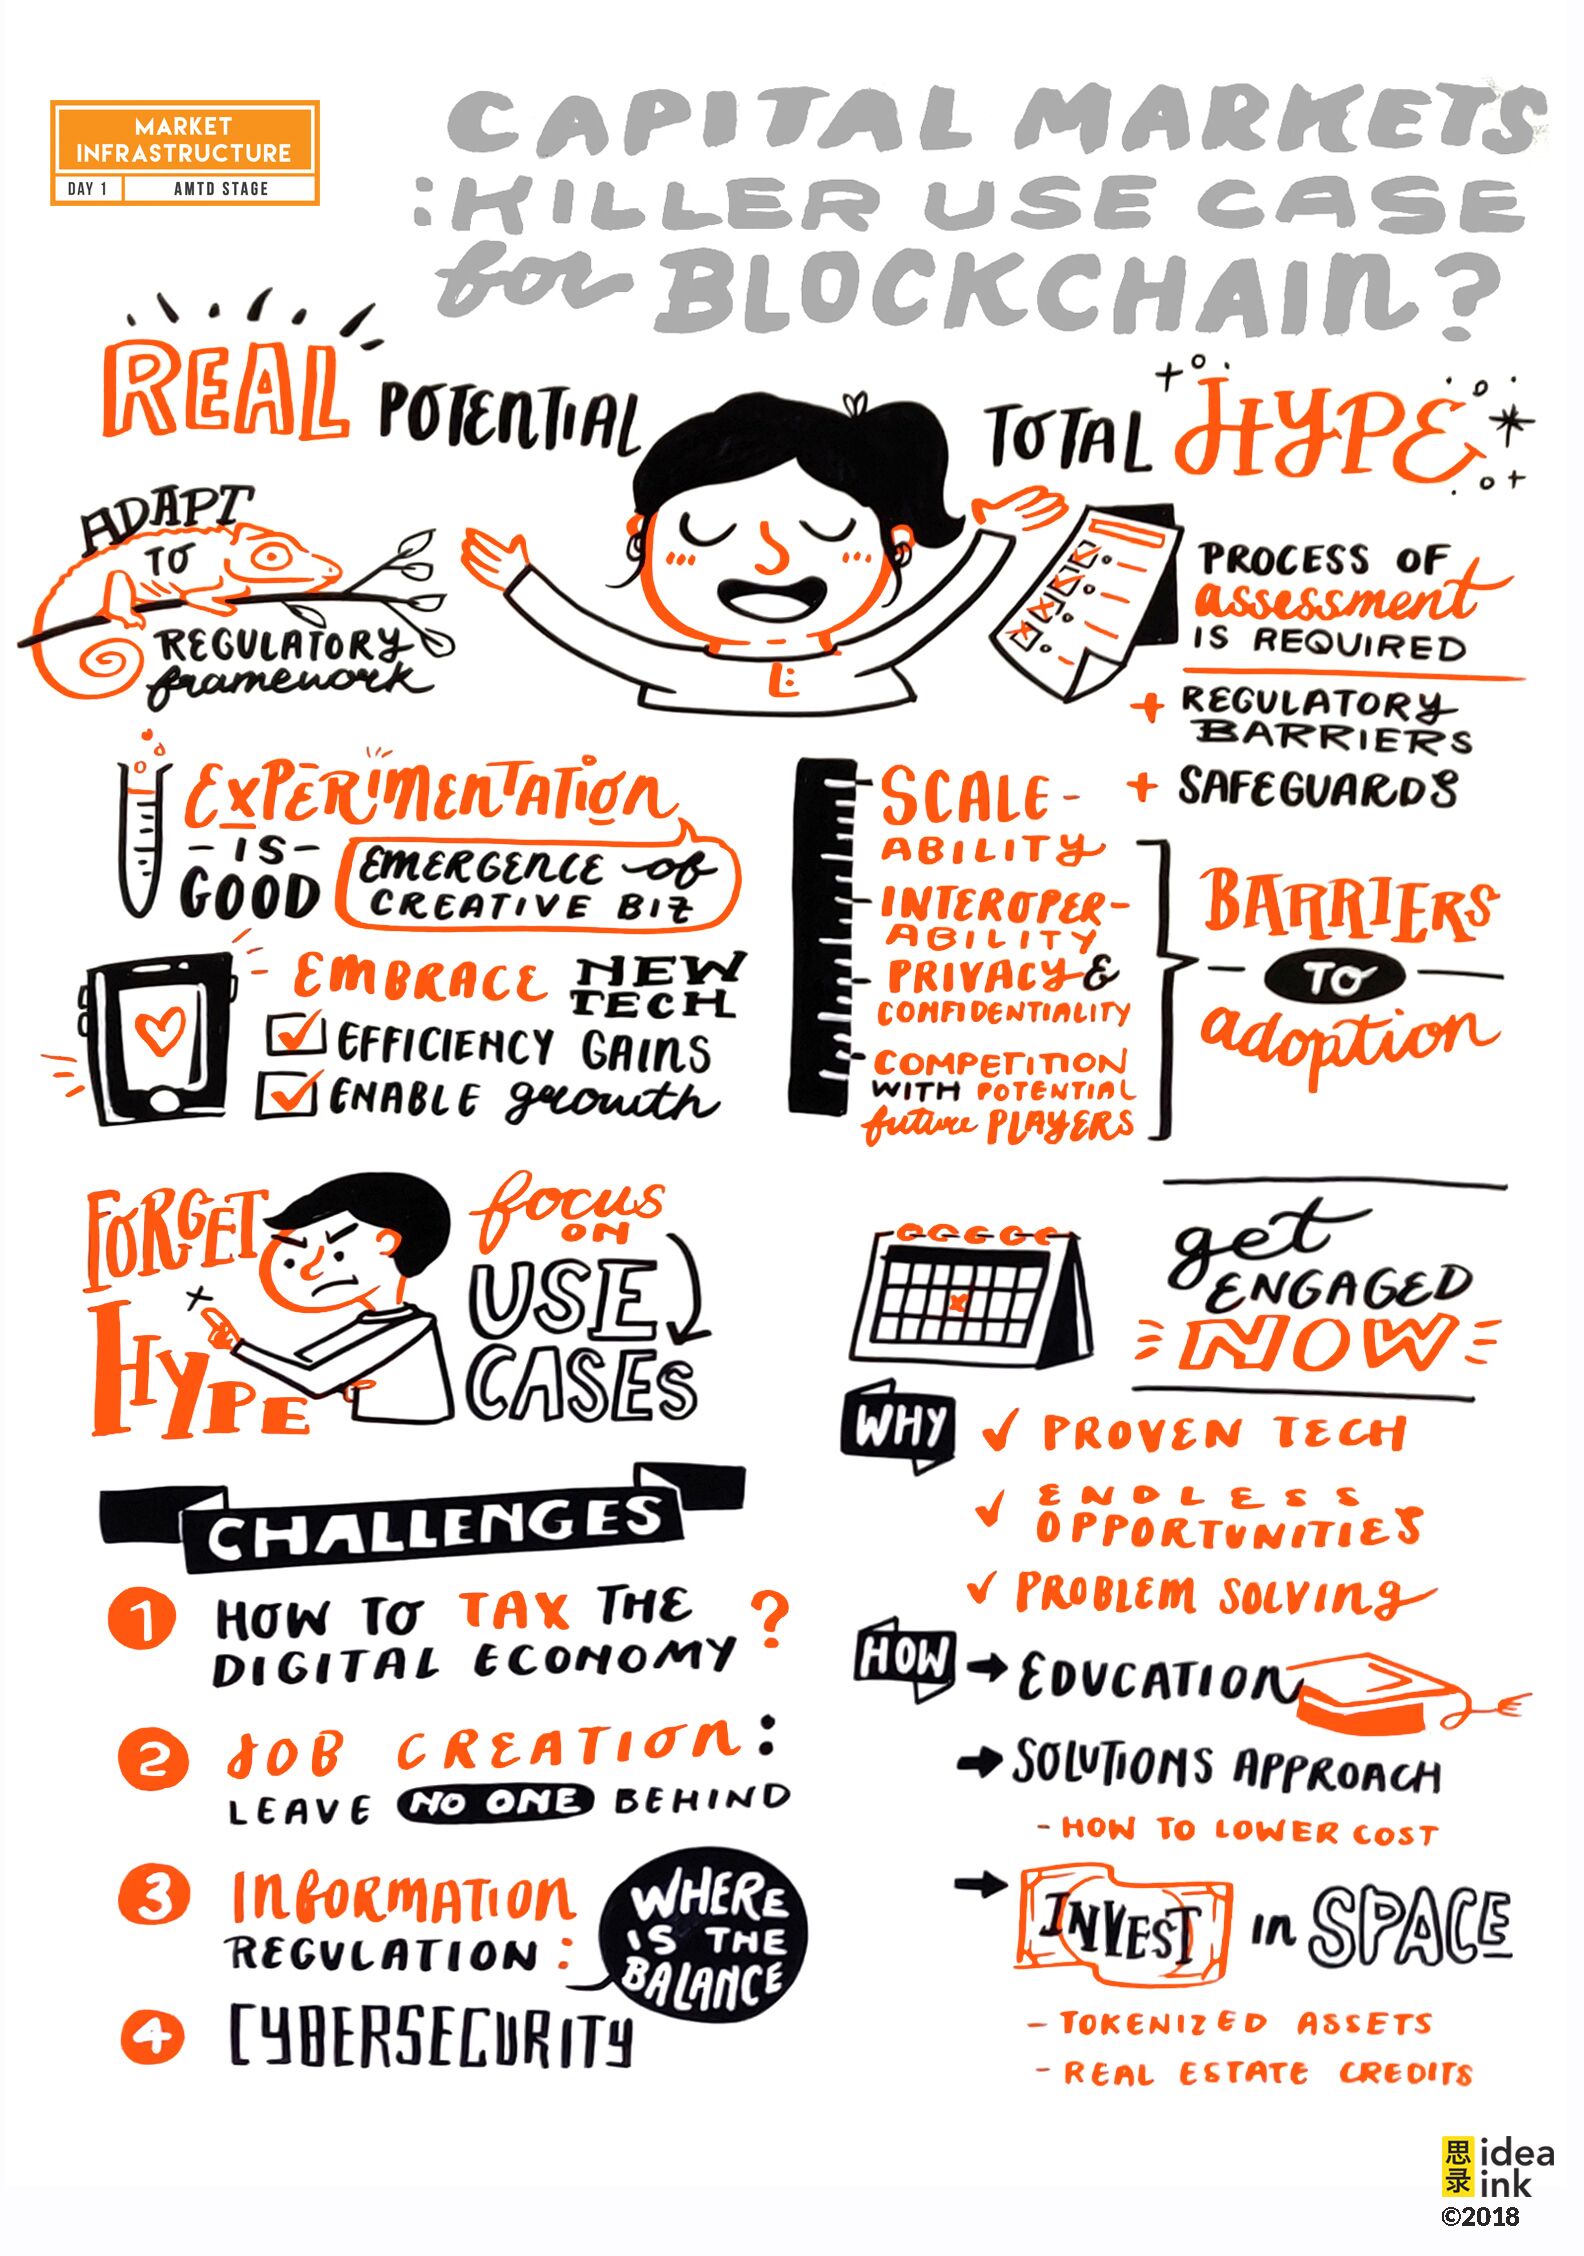 MARKET
INFRASTRUCTURE
DAY 1
AMTD STAGE
CAPITAL MARKETS
:KILLER USE CASE
for BLOCKCHAIN?
REAL POTENTIAL
TOTAL HYPE
ADAPT
TO
REGULATORY
framework
PROCESS OF
assessment
IS REQUIRED
+ REGULATORY
BARRIERS
+ SAFEGUARDS
EXPERIMENTATION
- IS -
GOOD
EMERGENCE of
CREATIVE BIZ
EMBRACE NEW
TECH
EFFICIENCY GAINS
ENABLE growth
SCALE-
ABILITY
INTEROPER-
ABILITY
PRIVACY &
CONFIDENTIALITY
COMPETITION
WITH POTENTIAL
future PLAYERS
BARRIERS
TO
adoption
FORGET
HYPE
focus
ON
USE
CASES
get
ENGAGED
NOW
WHY
✓ PROVEN TECH
✓ ENDLESS
OPPORTUNITIES
✓ PROBLEM SOLVING
HOW
→ EDUCATION
→ SOLUTIONS APPROACH
- HOW TO LOWER COST
→ INVEST in SPACE
- TOKENIZED ASSETS
- REAL ESTATE CREDITS
CHALLENGES
1 HOW TO TAX THE
DIGITAL ECONOMY ?
2 JOB CREATION:
LEAVE NO ONE BEHIND
3 INFORMATION
REGULATION :
WHERE
IS THE
BALANCE
4 CYBERSECURITY
思录
idea
ink
©2018